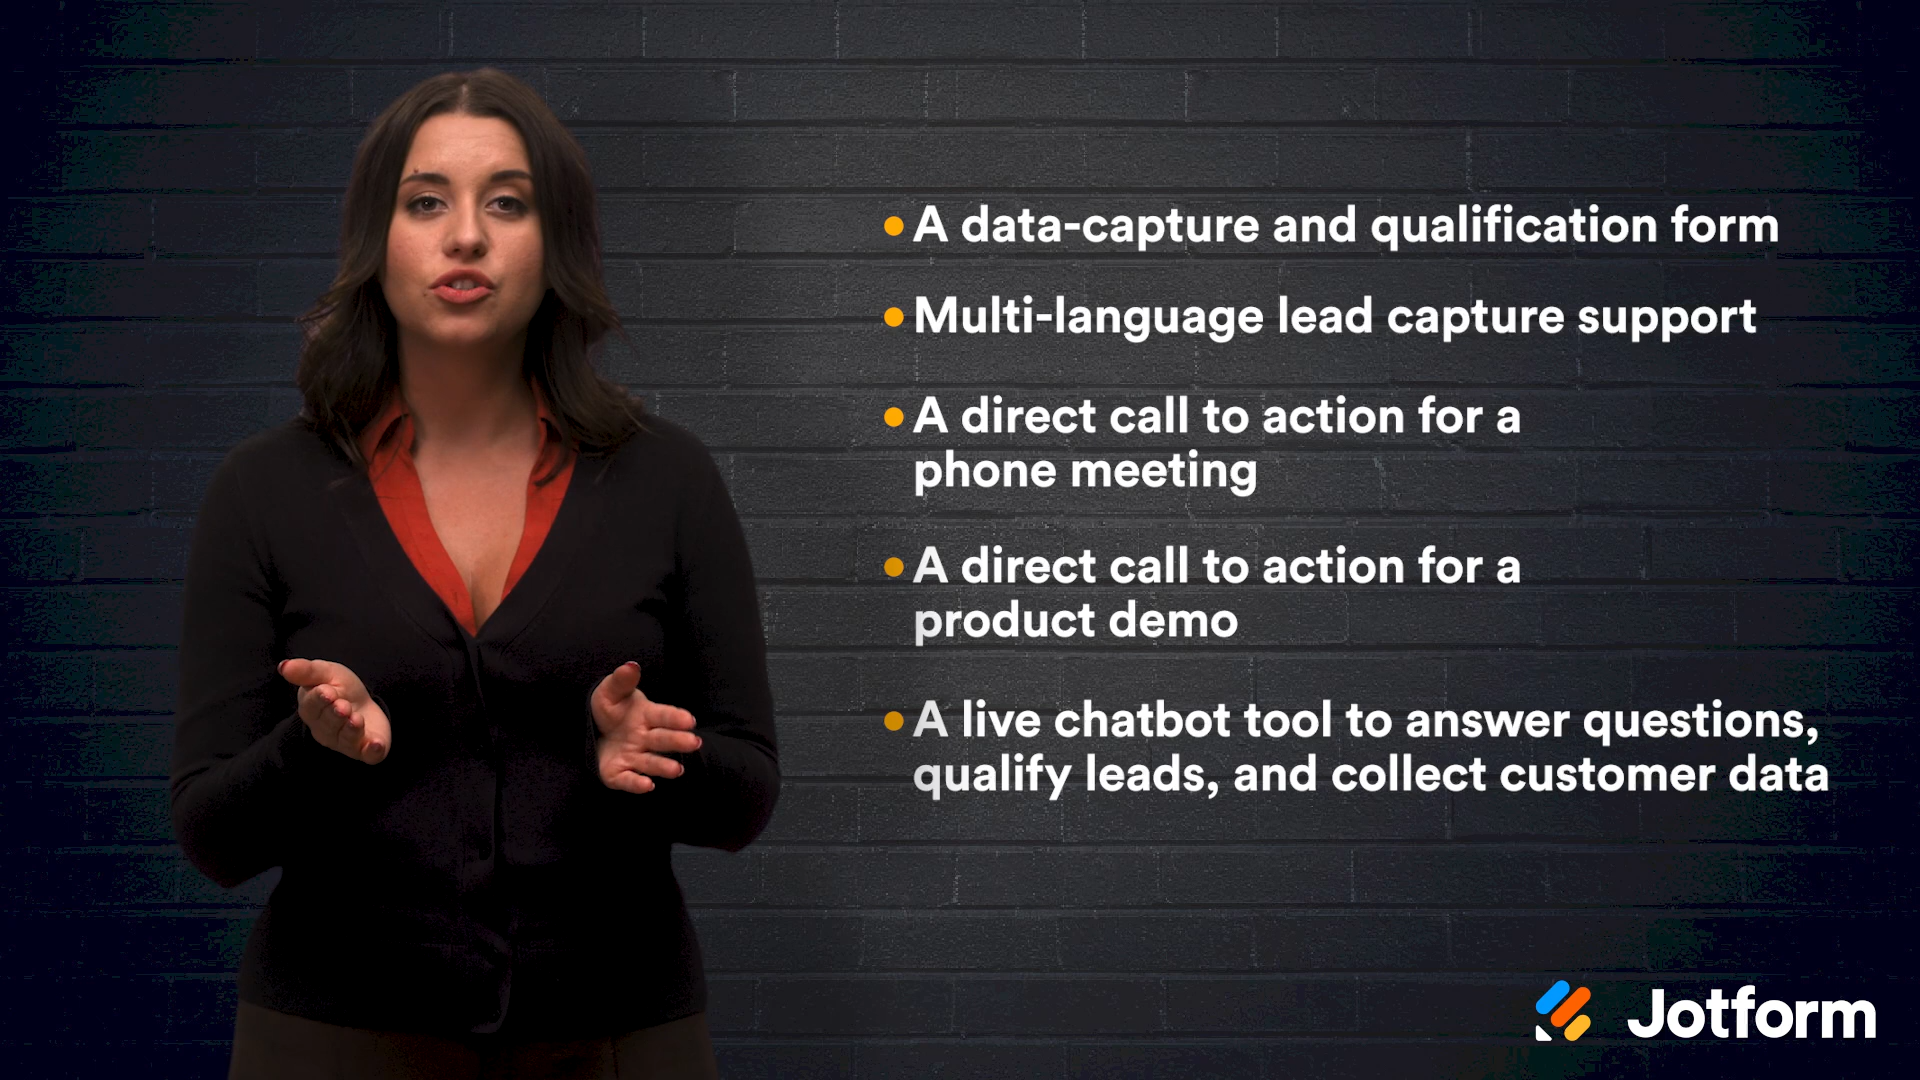 • A data-capture and qualification form
• Multi-language lead capture support
• A direct call to action for a
phone meeting
• A direct call to action for a
product demo
• A live chatbot tool to answer questions,
qualify leads, and collect customer data
Jotform